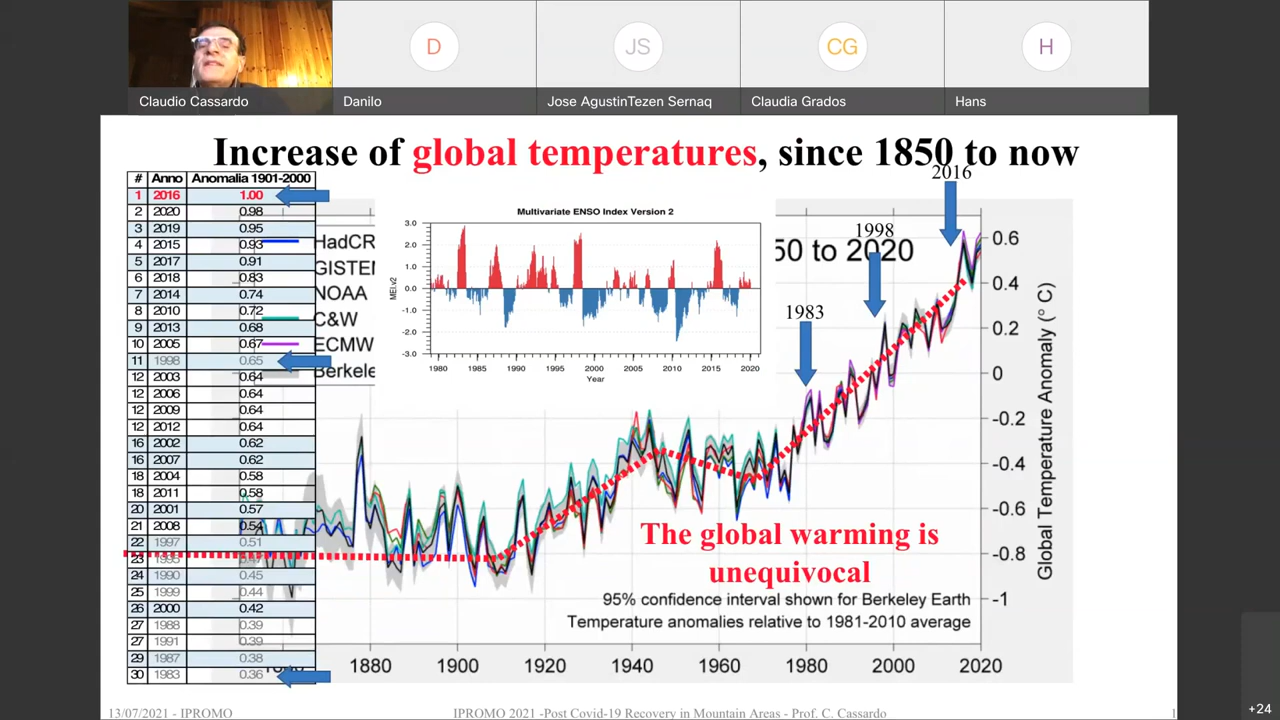 D
JS
CG
H
Claudio Cassardo
Danilo
Jose AgustinTezen Sernaq
Claudia Grados
Hans
Increase of global temperatures, since 1850 to now
# Anno Anomalia 1901-2000
1 2016 1.00
2 2020 0.98
3 2019 0.95
4 2015 0.93
5 2017 0.91
6 2018 0.83
7 2014 0.74
8 2010 0.72
9 2013 0.68
10 2005 0.67
11 1998 0.65
12 2003 0.64
12 2006 0.64
12 2009 0.64
12 2012 0.64
16 2002 0.62
16 2007 0.62
18 2004 0.58
18 2011 0.58
20 2001 0.57
21 2008 0.54
22 1997 0.51
23 1995
24 1990 0.45
25 1999 0.44
26 2000 0.42
27 1988 0.39
27 1991 0.39
29 1987 0.38
30 1983 0.36
HadCR
GISTEM
NOAA
C&W
ECMW
Berkele
Multivariate ENSO Index Version 2
3.0
2.0
1.0
0.0
-1.0
-2.0
-3.0
MEI.v2
1980 1985 1990 1995 2000 2005 2010 2015 2020
Year
50 to 2020
1983
1998
2016
0.6
0.4
0.2
0
-0.2
-0.4
-0.6
-0.8
-1
Global Temperature Anomaly (° C)
The global warming is
unequivocal
95% confidence interval shown for Berkeley Earth
Temperature anomalies relative to 1981-2010 average
1880 1900 1920 1940 1960 1980 2000 2020
13/07/2021 - IPROMO
IPROMO 2021 -Post Covid-19 Recovery in Mountain Areas - Prof. C. Cassardo
1
+24